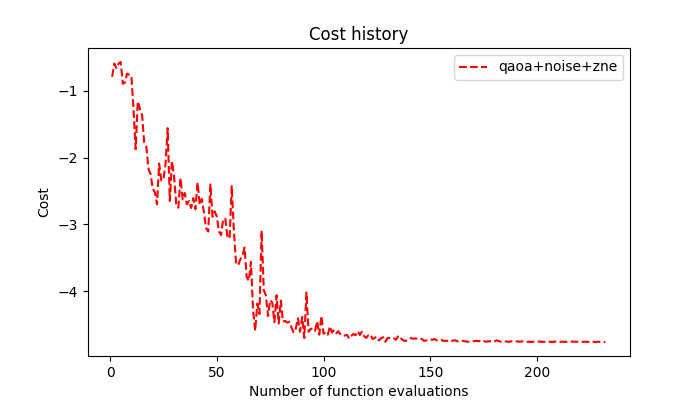 Cost history
qaoa+noise+zne
−1
−2
−3
−4
Cost
0 50 100 150 200
Number of function evaluations